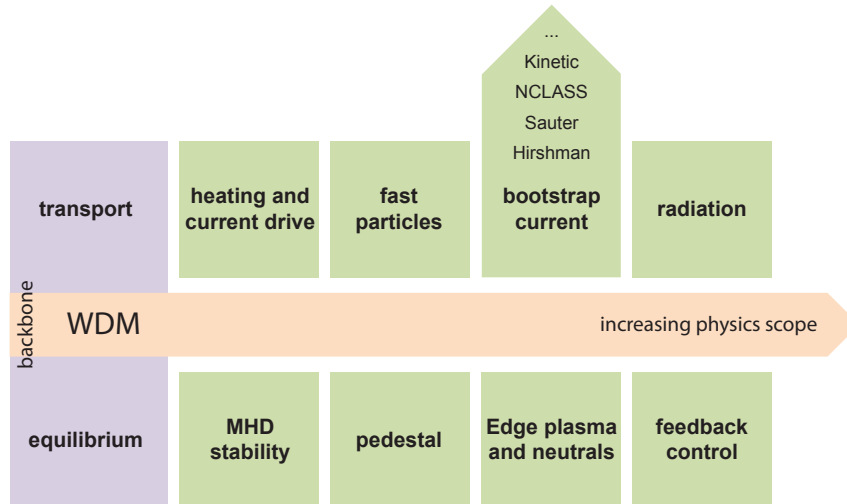 ...
Kinetic
NCLASS
Sauter
Hirshman
transport
heating and
current drive
fast
particles
bootstrap
current
radiation
backbone
WDM
increasing physics scope
equilibrium
MHD
stability
pedestal
Edge plasma
and neutrals
feedback
control